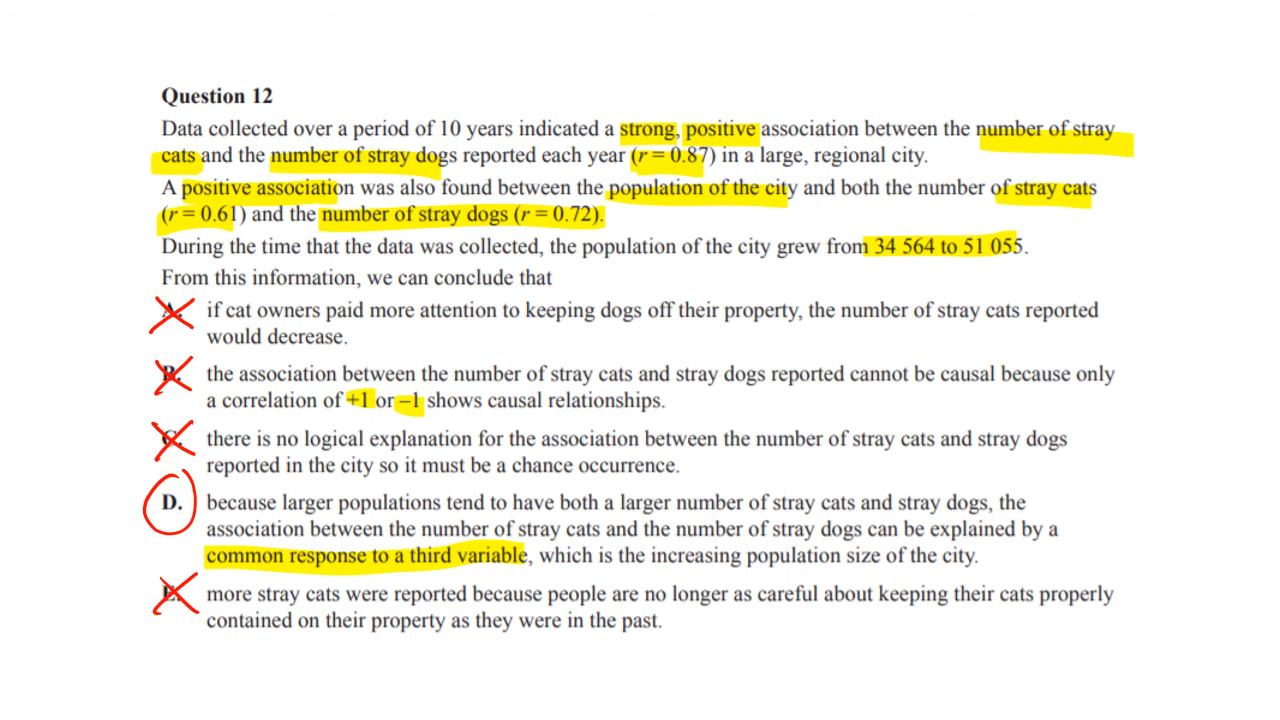 Question 12
Data collected over a period of 10 years indicated a strong, positive association between the number of stray
cats and the number of stray dogs reported each year (r = 0.87) in a large, regional city.
A positive association was also found between the population of the city and both the number of stray cats
(r = 0.61) and the number of stray dogs (r = 0.72).
During the time that the data was collected, the population of the city grew from 34 564 to 51 055.
From this information, we can conclude that
A. if cat owners paid more attention to keeping dogs off their property, the number of stray cats reported
would decrease.
B. the association between the number of stray cats and stray dogs reported cannot be causal because only
a correlation of +1 or –1 shows causal relationships.
C. there is no logical explanation for the association between the number of stray cats and stray dogs
reported in the city so it must be a chance occurrence.
D. because larger populations tend to have both a larger number of stray cats and stray dogs, the
association between the number of stray cats and the number of stray dogs can be explained by a
common response to a third variable, which is the increasing population size of the city.
E. more stray cats were reported because people are no longer as careful about keeping their cats properly
contained on their property as they were in the past.